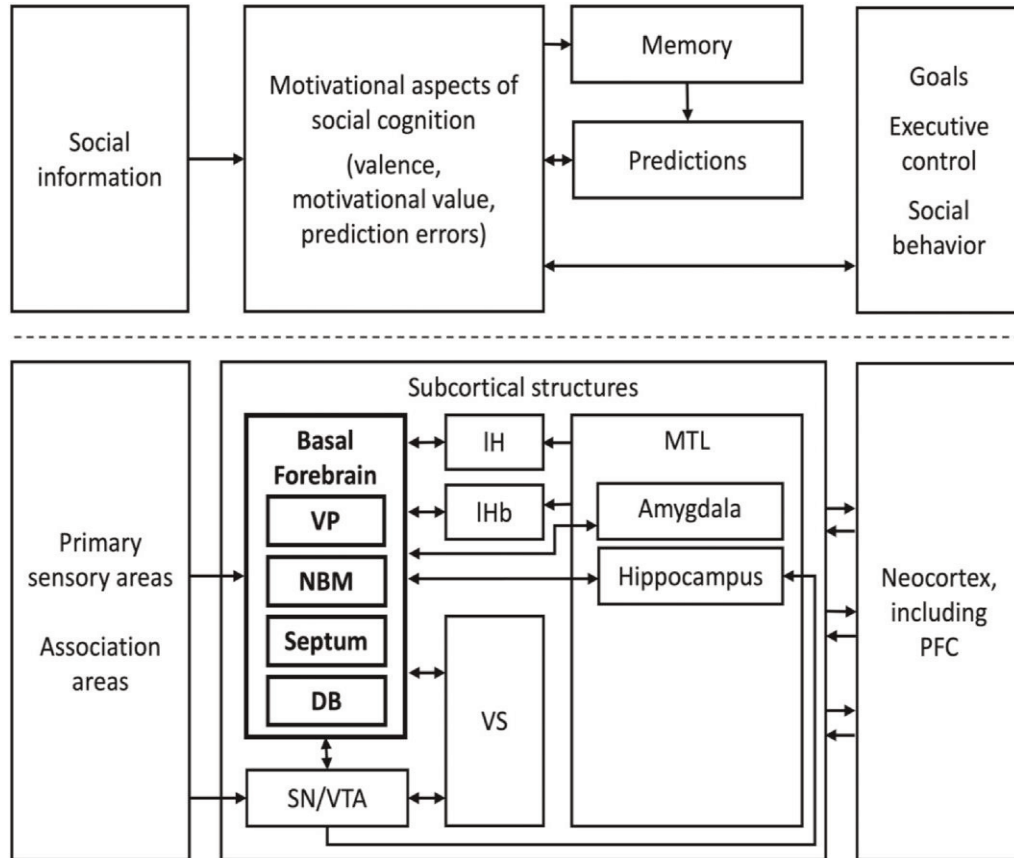 Social
information
Motivational aspects of
social cognition
(valence,
motivational value,
prediction errors)
Memory
Predictions
Goals
Executive
control
Social
behavior
Primary
sensory areas
Association
areas
Subcortical structures
Basal
Forebrain
VP
NBM
Septum
DB
SN/VTA
lH
lHb
VS
MTL
Amygdala
Hippocampus
Neocortex,
including
PFC